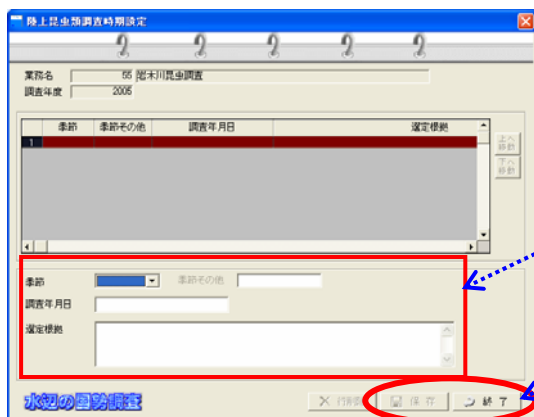 陸上昆虫類調査時期設定
業務名 55 岩木川昆虫調査
調査年度 2005
季節 季節その他 調査年月日 選定根拠
1
上へ移動
下へ移動
季節 季節その他
調査年月日
選定根拠
水辺の国勢調査 行削除 保存 終了